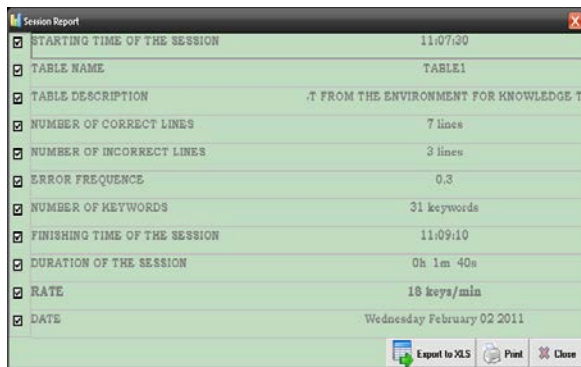 Session Report
STARTING TIME OF THE SESSION 11:07:30
TABLE NAME TABLE1
TABLE DESCRIPTION .T FROM THE ENVIRONMENT FOR KNOWLEDGE T
NUMBER OF CORRECT LINES 7 lines
NUMBER OF INCORRECT LINES 3 lines
ERROR FREQUENCE 0.3
NUMBER OF KEYWORDS 31 keywords
FINISHING TIME OF THE SESSION 11:09:10
DURATION OF THE SESSION 0h 1m 40s
RATE 18 keys/min
DATE Wednesday February 02 2011
Export to XLS Print Close